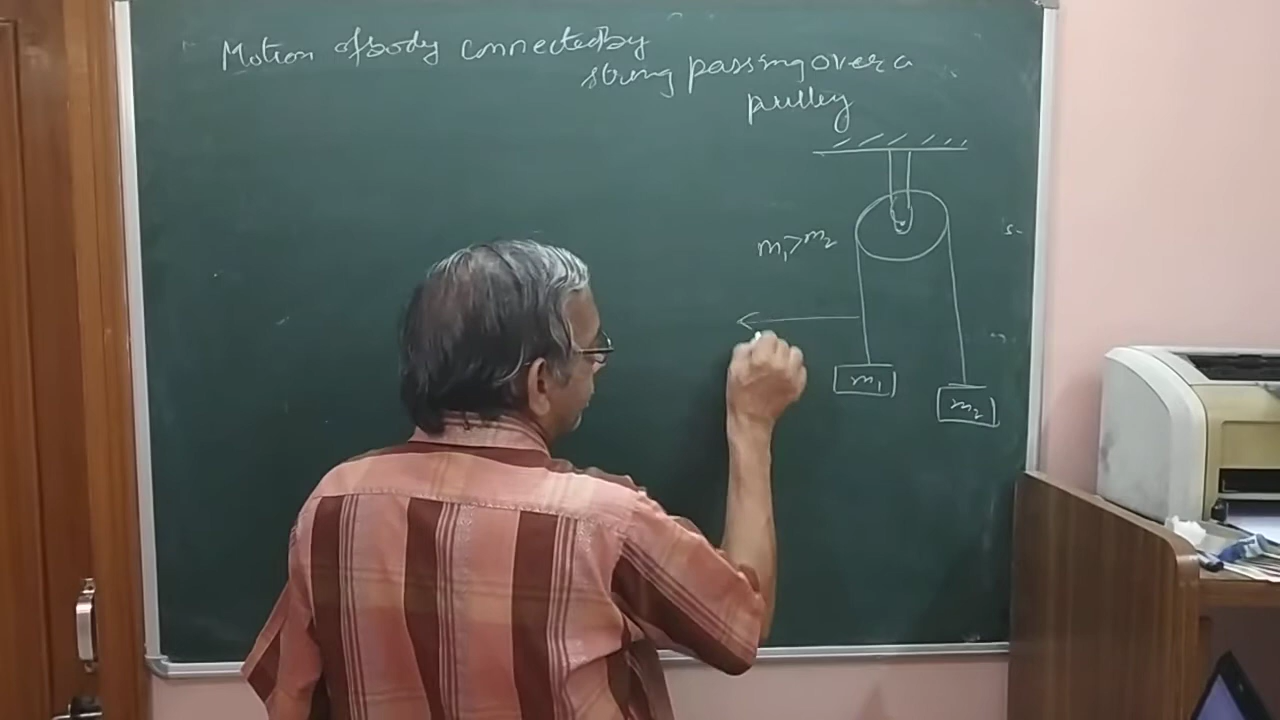 Motion of body connected by
string passing over a
pulley
m₁>m₂
m₁
m₂